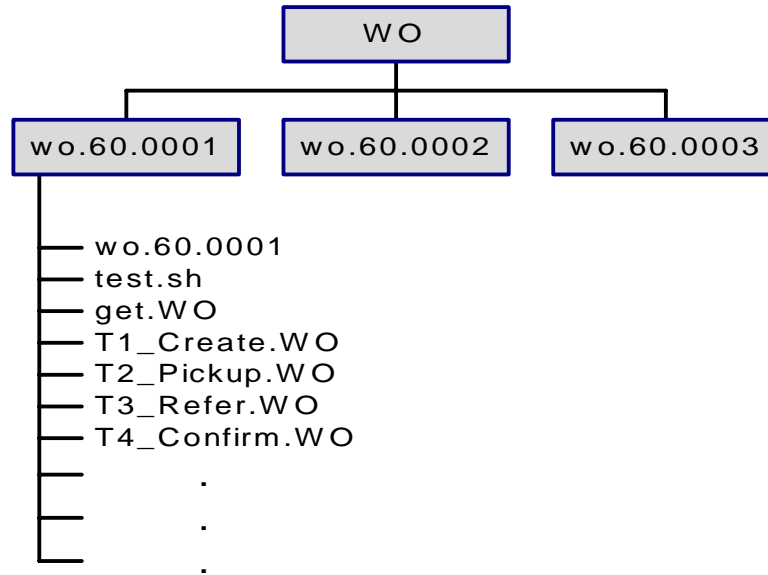 WO
wo.60.0001
wo.60.0002
wo.60.0003
wo.60.0001
test.sh
get.WO
T1_Create.WO
T2_Pickup.WO
T3_Refer.WO
T4_Confirm.WO
.
.
.